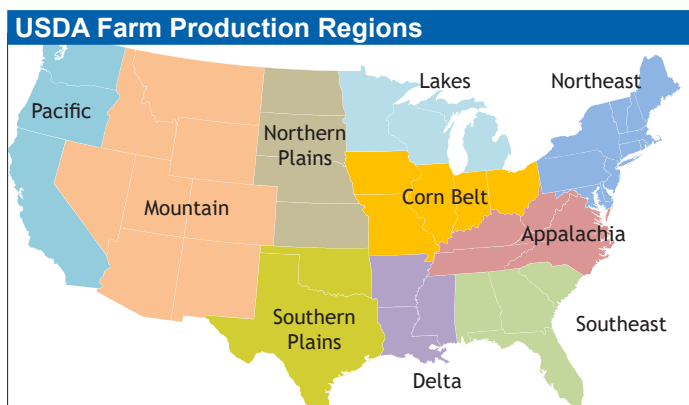 USDA Farm Production Regions
Lakes
Northeast
Pacific
Northern
Plains
Mountain
Corn Belt
Appalachia
Southern
Plains
Southeast
Delta